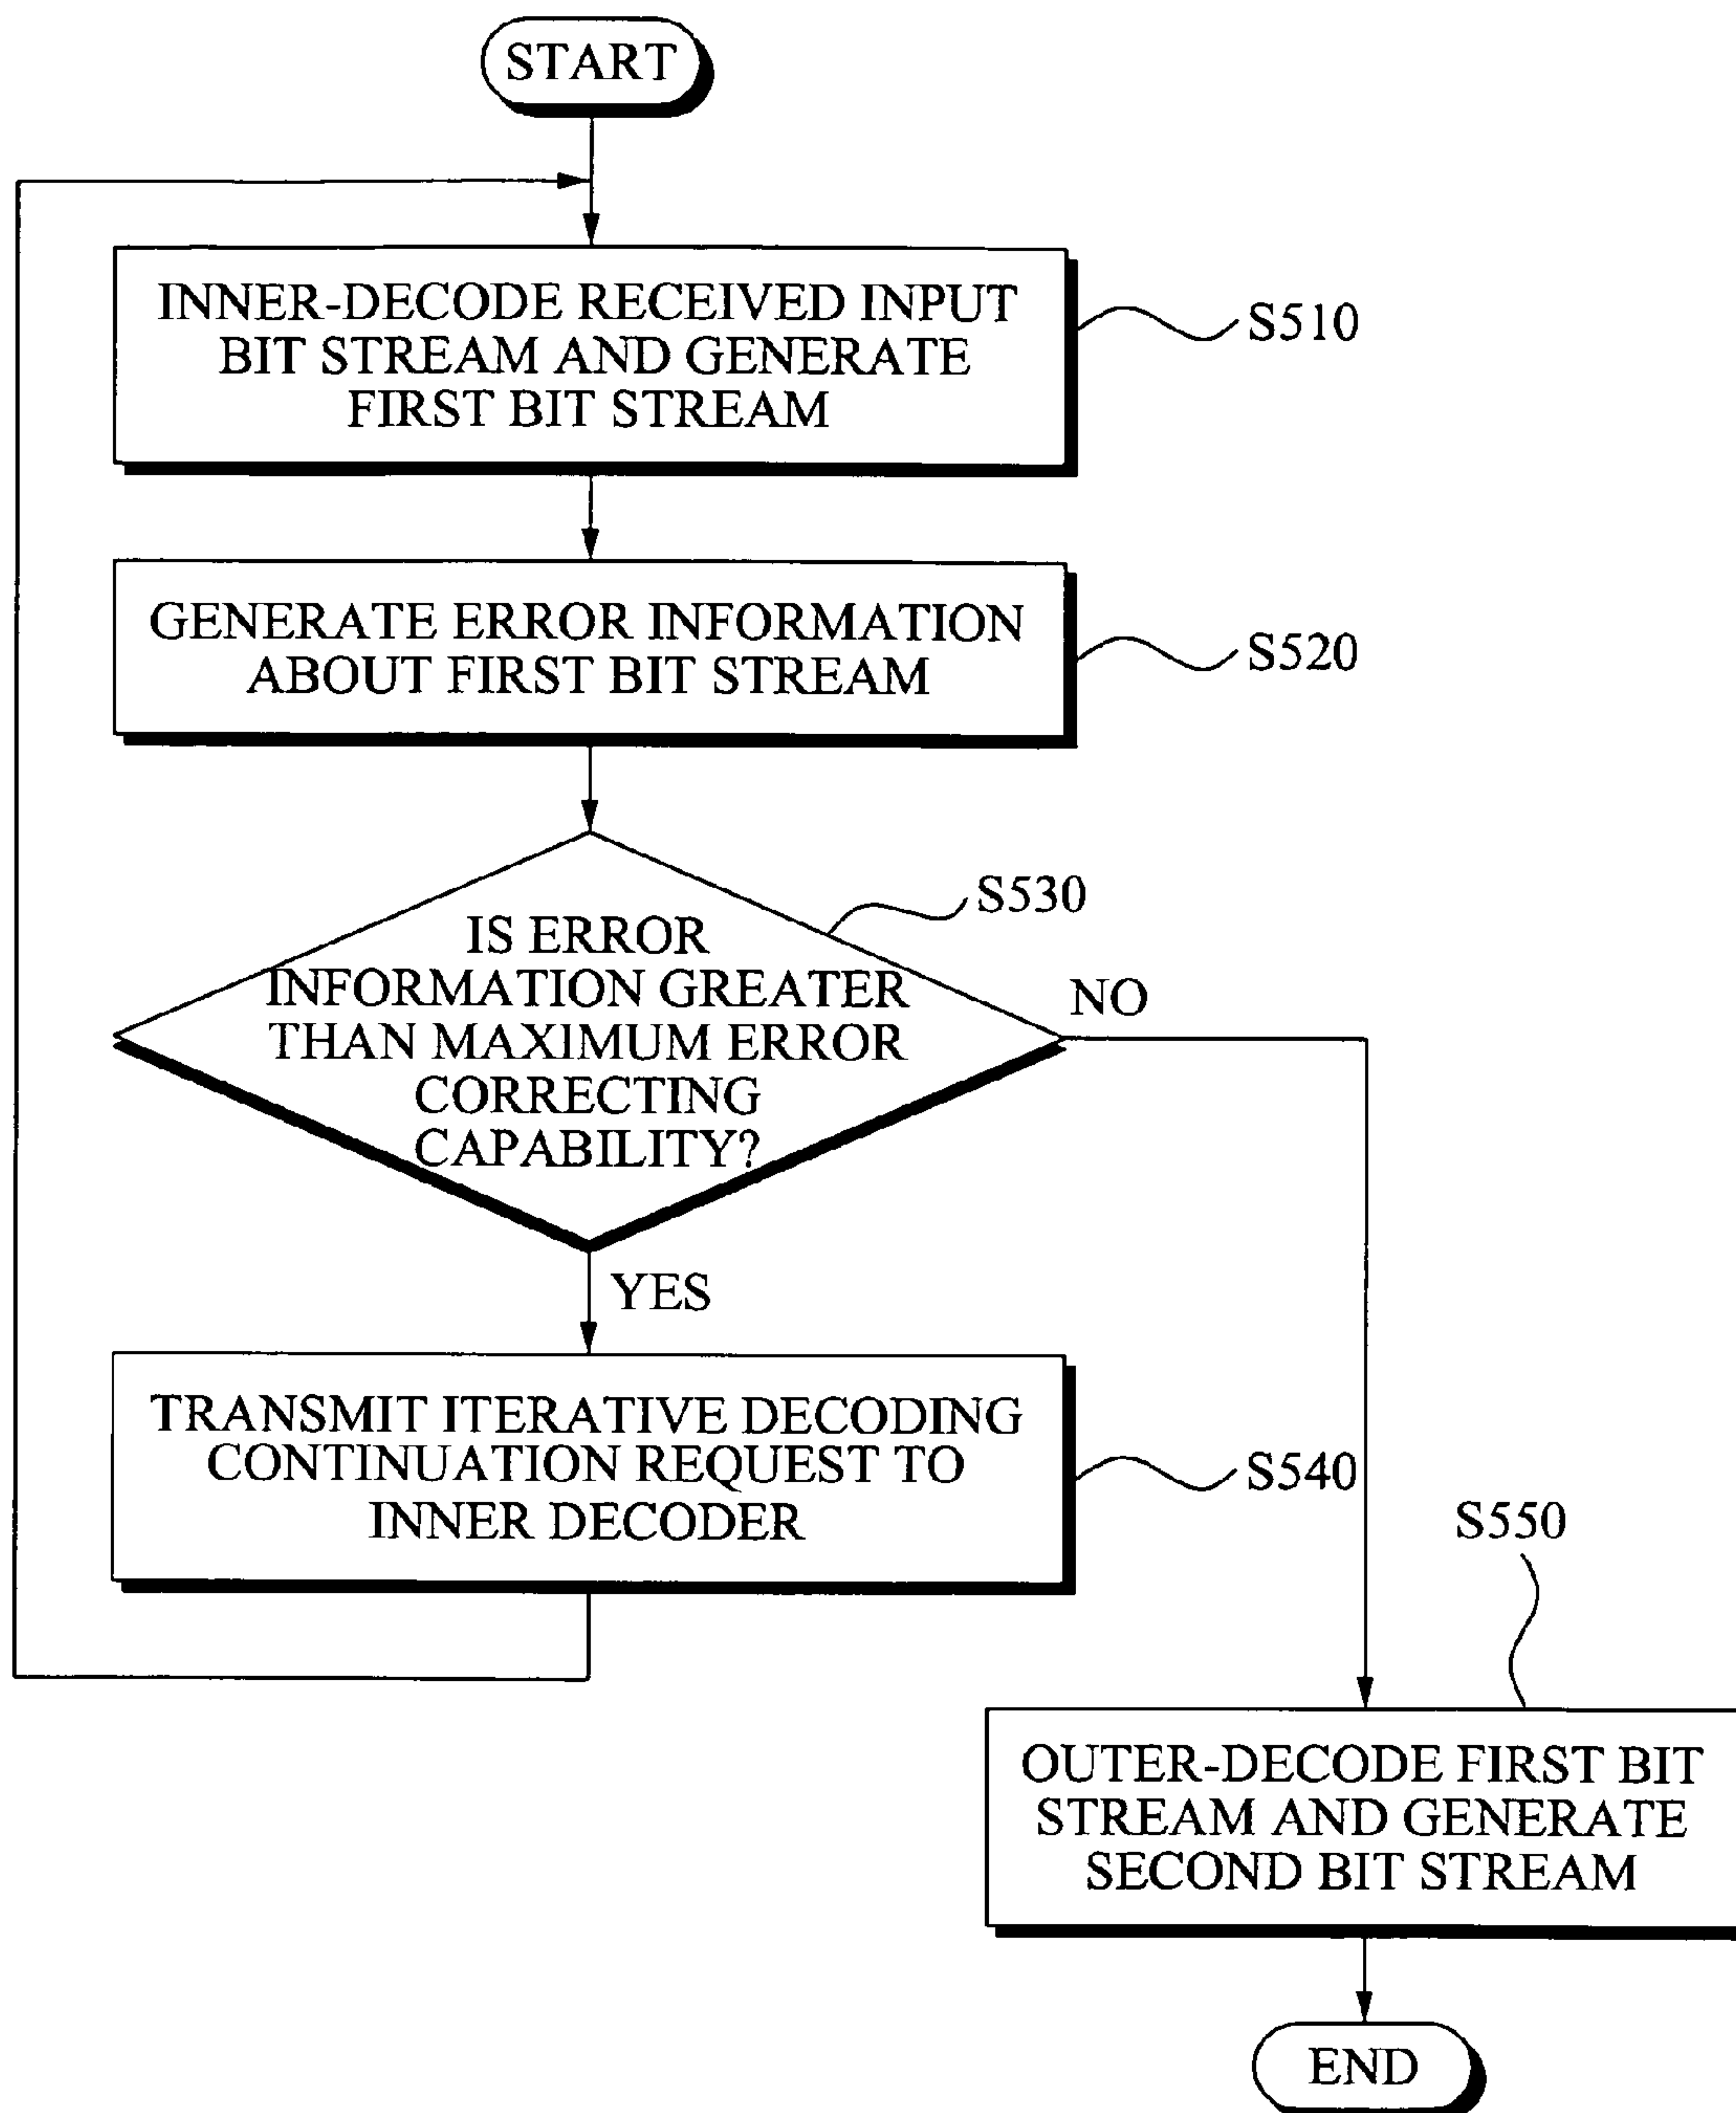 START
INNER-DECODE RECEIVED INPUT
BIT STREAM AND GENERATE
FIRST BIT STREAM
S510
GENERATE ERROR INFORMATION
ABOUT FIRST BIT STREAM
S520
S530
IS ERROR
INFORMATION GREATER
THAN MAXIMUM ERROR
CORRECTING
CAPABILITY?
NO
YES
TRANSMIT ITERATIVE DECODING
CONTINUATION REQUEST TO
INNER DECODER
S540
S550
OUTER-DECODE FIRST BIT
STREAM AND GENERATE
SECOND BIT STREAM
END